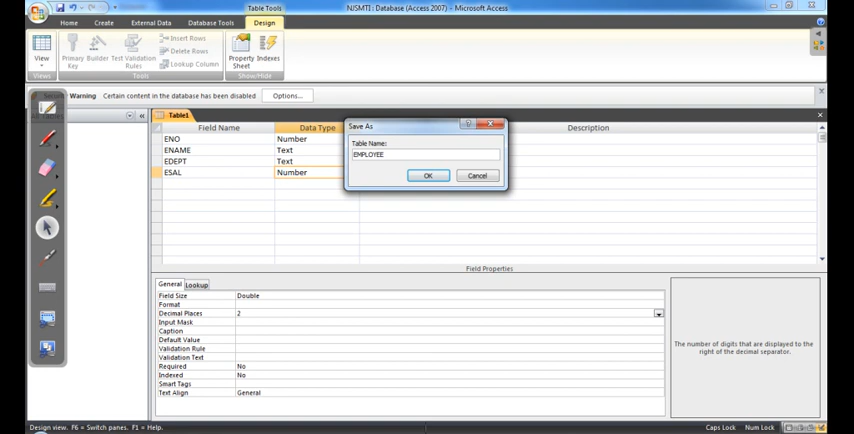 Table Tools
NJSMTI : Database (Access 2007) - Microsoft Access
Home Create External Data Database Tools Design
View
Primary Key
Builder
Test Validation Rules
Insert Rows
Delete Rows
Lookup Column
Property Sheet
Indexes
Views Tools Show/Hide
Warning Certain content in the database has been disabled Options...
Table1
Field Name Data Type Description
ENO Number
ENAME Text
EDEPT Text
ESAL Number
Save As
Table Name:
EMPLOYEE
OK Cancel
Field Properties
General Lookup
Field Size Double
Format
Decimal Places 2
Input Mask
Caption
Default Value
Validation Rule
Validation Text
Required No
Indexed No
Smart Tags
Text Align General
The number of digits that are displayed to the
right of the decimal separator.
Design view. F6 = Switch panes. F1 = Help.
Caps Lock Num Lock